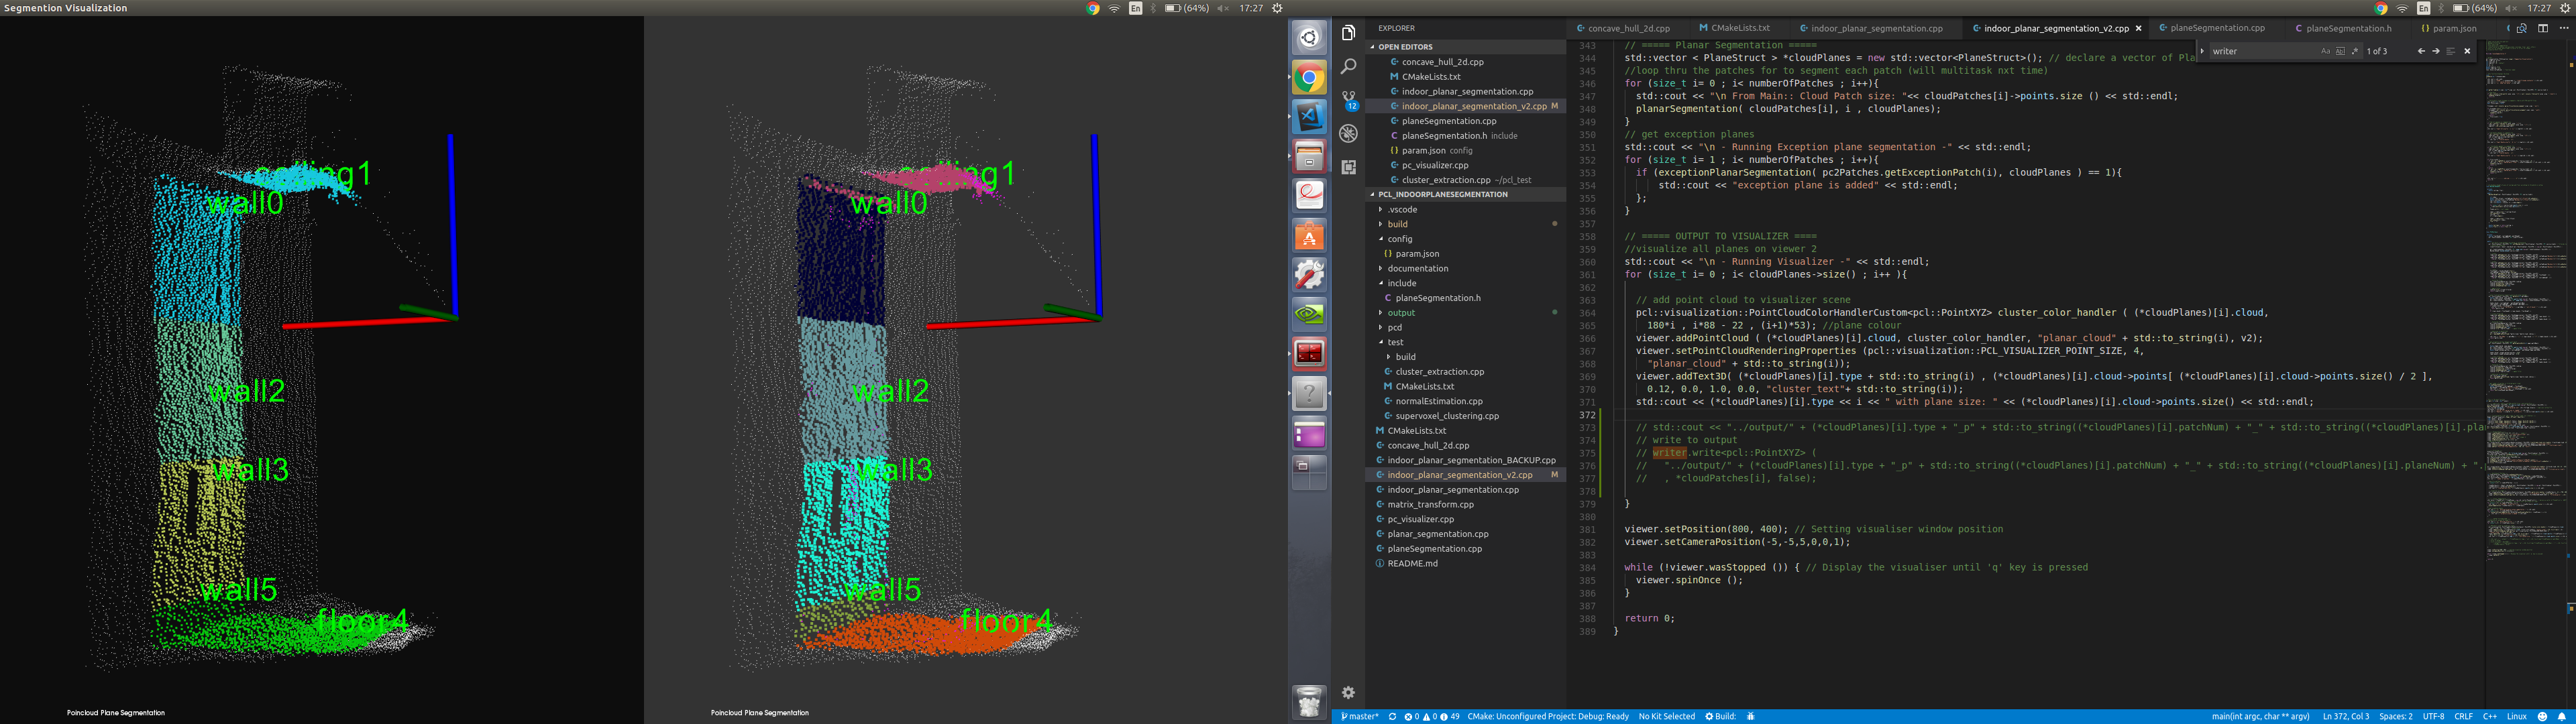 Segmention Visualization
En (64%) 17:27
En (64%) 17:27
ceiling1
wall0
wall2
wall3
wall5
floor4
Poincloud Plane Segmentation
ceiling1
wall0
wall2
wall3
wall5
floor4
Poincloud Plane Segmentation
EXPLORER
OPEN EDITORS
concave_hull_2d.cpp
CMakeLists.txt
indoor_planar_segmentation.cpp
indoor_planar_segmentation_v2.cpp M
planeSegmentation.cpp
planeSegmentation.h include
param.json config
pc_visualizer.cpp
cluster_extraction.cpp ~/pcl_test
PCL_INDOORPLANESEGMENTATION
.vscode
build
config
param.json
documentation
include
planeSegmentation.h
output
pcd
test
build
cluster_extraction.cpp
CMakeLists.txt
normalEstimation.cpp
supervoxel_clustering.cpp
CMakeLists.txt
concave_hull_2d.cpp
indoor_planar_segmentation_BACKUP.cpp
indoor_planar_segmentation_v2.cpp M
indoor_planar_segmentation.cpp
matrix_transform.cpp
pc_visualizer.cpp
planar_segmentation.cpp
planeSegmentation.cpp
README.md
12
concave_hull_2d.cpp CMakeLists.txt indoor_planar_segmentation.cpp indoor_planar_segmentation_v2.cpp planeSegmentation.cpp planeSegmentation.h param.json
writer Aa Ab| .* 1 of 3
343 // ===== Planar Segmentation =====
344 std::vector < PlaneStruct > *cloudPlanes = new std::vector<PlaneStruct>(); // declare a vector of Pla
345 //loop thru the patches for to segment each patch (will multitask nxt time)
346 for (size_t i= 0 ; i< numberOfPatches ; i++){
347 std::cout << "\n From Main:: Cloud Patch size: "<< cloudPatches[i]->points.size () << std::endl;
348 planarSegmentation( cloudPatches[i], i , cloudPlanes);
349 }
350 // get exception planes
351 std::cout << "\n - Running Exception plane segmentation -" << std::endl;
352 for (size_t i= 1 ; i< numberOfPatches ; i++){
353 if (exceptionPlanarSegmentation( pc2Patches.getExceptionPatch(i), cloudPlanes ) == 1){
354 std::cout << "exception plane is added" << std::endl;
355 };
356 }
357
358 // ===== OUTPUT TO VISUALIZER ====
359 //visualize all planes on viewer 2
360 std::cout << "\n - Running Visualizer -" << std::endl;
361 for (size_t i= 0 ; i< cloudPlanes->size() ; i++ ){
362
363 // add point cloud to visualizer scene
364 pcl::visualization::PointCloudColorHandlerCustom<pcl::PointXYZ> cluster_color_handler ( (*cloudPlanes)[i].cloud,
365 180*i , i*88 - 22 , (i+1)*53); //plane colour
366 viewer.addPointCloud ( (*cloudPlanes)[i].cloud, cluster_color_handler, "planar_cloud" + std::to_string(i), v2);
367 viewer.setPointCloudRenderingProperties (pcl::visualization::PCL_VISUALIZER_POINT_SIZE, 4,
368 "planar_cloud" + std::to_string(i));
369 viewer.addText3D( (*cloudPlanes)[i].type + std::to_string(i) , (*cloudPlanes)[i].cloud->points[ (*cloudPlanes)[i].cloud->points.size() / 2 ],
370 0.12, 0.0, 1.0, 0.0, "cluster_text"+ std::to_string(i));
371 std::cout << (*cloudPlanes)[i].type << i << " with plane size: " << (*cloudPlanes)[i].cloud->points.size() << std::endl;
372
373 // std::cout << "../output/" + (*cloudPlanes)[i].type + "_p" + std::to_string((*cloudPlanes)[i].patchNum) + "_" + std::to_string((*cloudPlanes)[i].pla
374 // write to output
375 // writer.write<pcl::PointXYZ> (
376 // "../output/" + (*cloudPlanes)[i].type + "_p" + std::to_string((*cloudPlanes)[i].patchNum) + "_" + std::to_string((*cloudPlanes)[i].planeNum) + ".
377 // , *cloudPatches[i], false);
378
379 }
380
381 viewer.setPosition(800, 400); // Setting visualiser window position
382 viewer.setCameraPosition(-5,-5,5,0,0,1);
383
384 while (!viewer.wasStopped ()) { // Display the visualiser until 'q' key is pressed
385 viewer.spinOnce ();
386 }
387
388 return 0;
389 }
master* 0 0 49 CMake: Unconfigured Project: Debug: Ready No Kit Selected Build: main(int argc, char ** argv) Ln 372, Col 3 Spaces: 2 UTF-8 CRLF C++ Linux